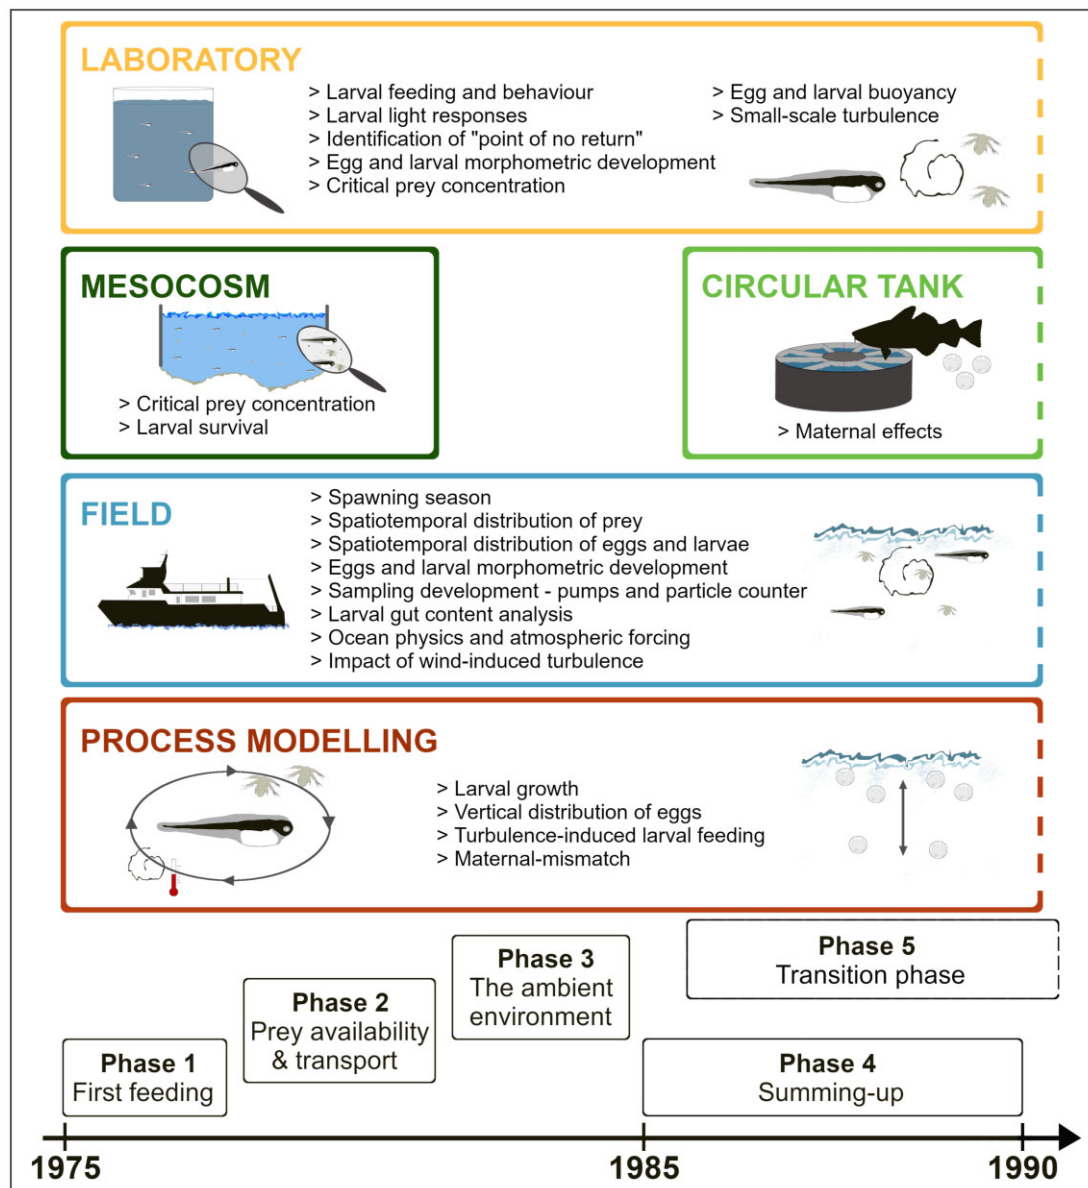 LABORATORY
> Larval feeding and behaviour
> Larval light responses
> Identification of "point of no return"
> Egg and larval morphometric development
> Critical prey concentration
> Egg and larval buoyancy
> Small-scale turbulence
MESOCOSM
> Critical prey concentration
> Larval survival
CIRCULAR TANK
> Maternal effects
FIELD
> Spawning season
> Spatiotemporal distribution of prey
> Spatiotemporal distribution of eggs and larvae
> Eggs and larval morphometric development
> Sampling development - pumps and particle counter
> Larval gut content analysis
> Ocean physics and atmospheric forcing
> Impact of wind-induced turbulence
PROCESS MODELLING
> Larval growth
> Vertical distribution of eggs
> Turbulence-induced larval feeding
> Maternal-mismatch
Phase 1
First feeding
Phase 2
Prey availability
& transport
Phase 3
The ambient
environment
Phase 5
Transition phase
Phase 4
Summing-up
1975
1985
1990